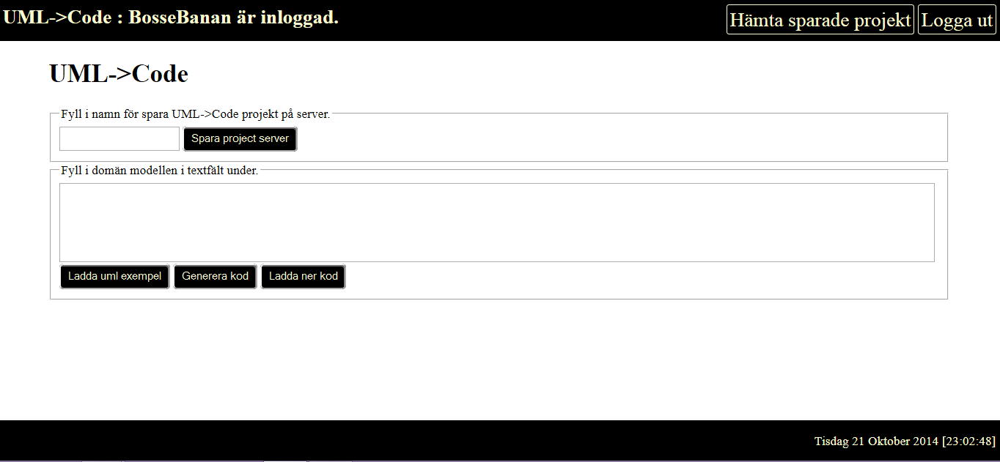 UML->Code : BosseBanan är inloggad.
Hämta sparade projekt Logga ut
UML->Code
Fyll i namn för spara UML->Code projekt på server.
Spara project server
Fyll i domän modellen i textfält under.
Ladda uml exempel Generera kod Ladda ner kod
Tisdag 21 Oktober 2014 [23:02:48]